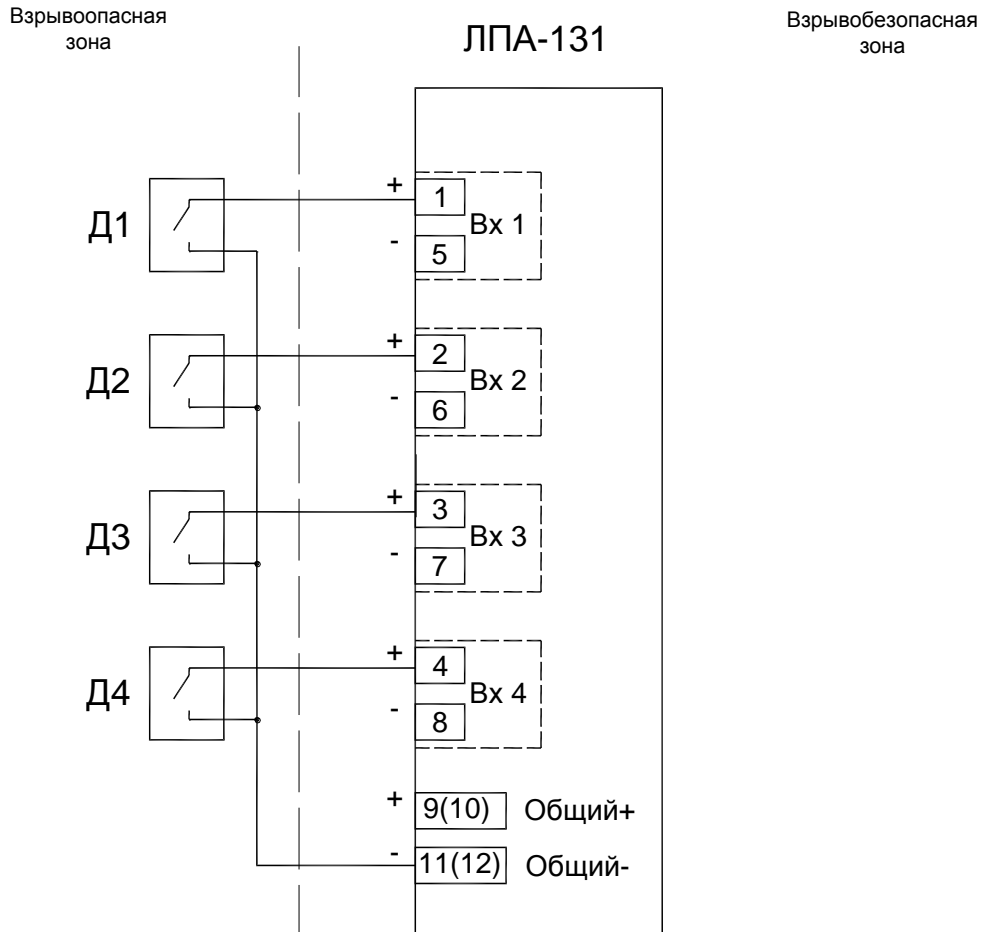 Взрывоопасная
зона
ЛПА-131
Взрывобезопасная
зона
Д1
+
1
Вх 1
-
5
Д2
+
2
Вх 2
-
6
Д3
+
3
Вх 3
-
7
Д4
+
4
Вх 4
-
8
+
9(10)
Общий+
-
11(12)
Общий-